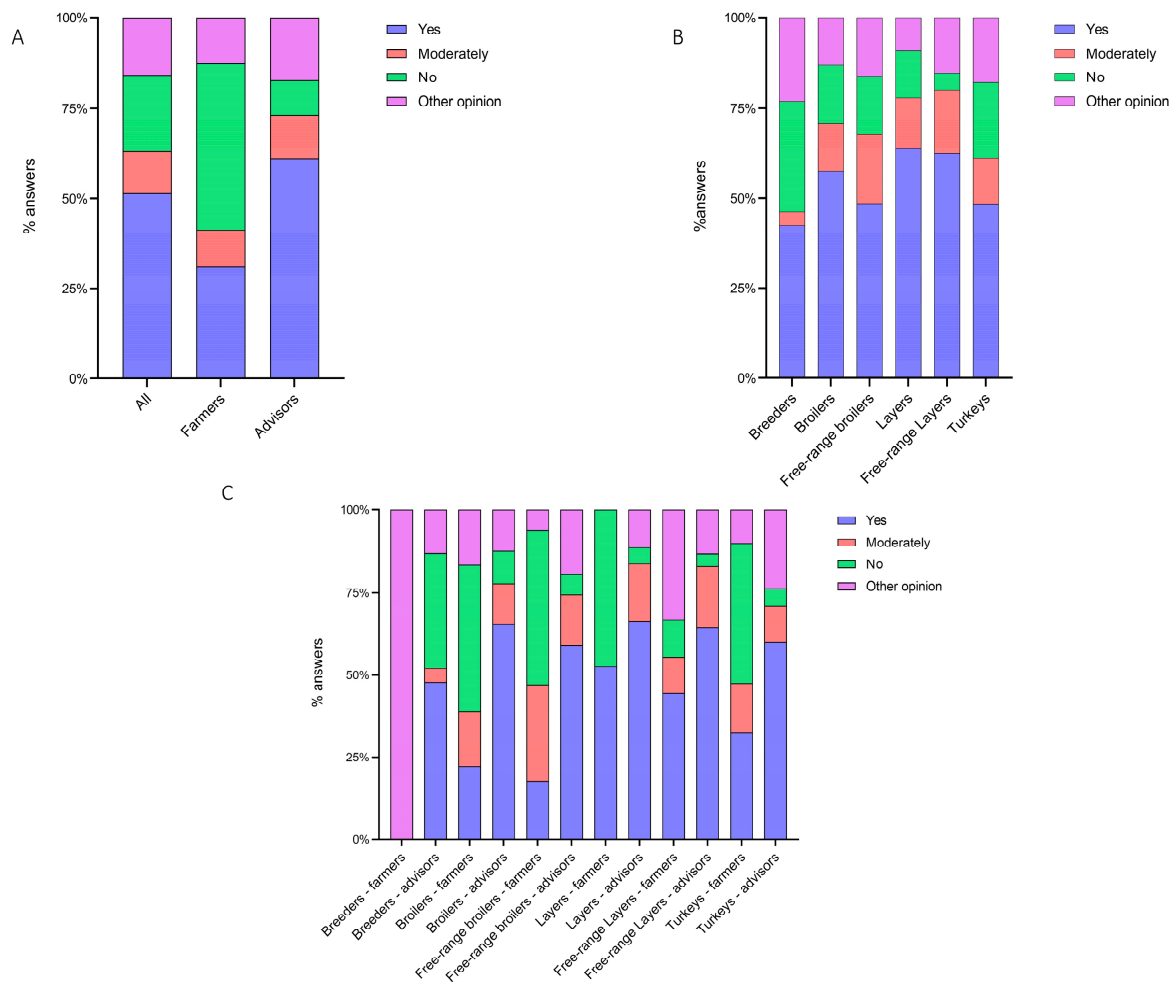 A
% answers
100%
75%
50%
25%
0%
All
Farmers
Advisors
Yes
Moderately
No
Other opinion
B
%answers
100%
75%
50%
25%
0%
Breeders
Broilers
Free-range broilers
Layers
Free-range Layers
Turkeys
Yes
Moderately
No
Other opinion
C
% answers
100%
75%
50%
25%
0%
Breeders - farmers
Breeders - advisors
Broilers - farmers
Broilers - advisors
Free-range broilers - farmers
Free-range broilers - advisors
Layers - farmers
Layers - advisors
Free-range Layers - farmers
Free-range Layers - advisors
Turkeys - farmers
Turkeys - advisors
Yes
Moderately
No
Other opinion